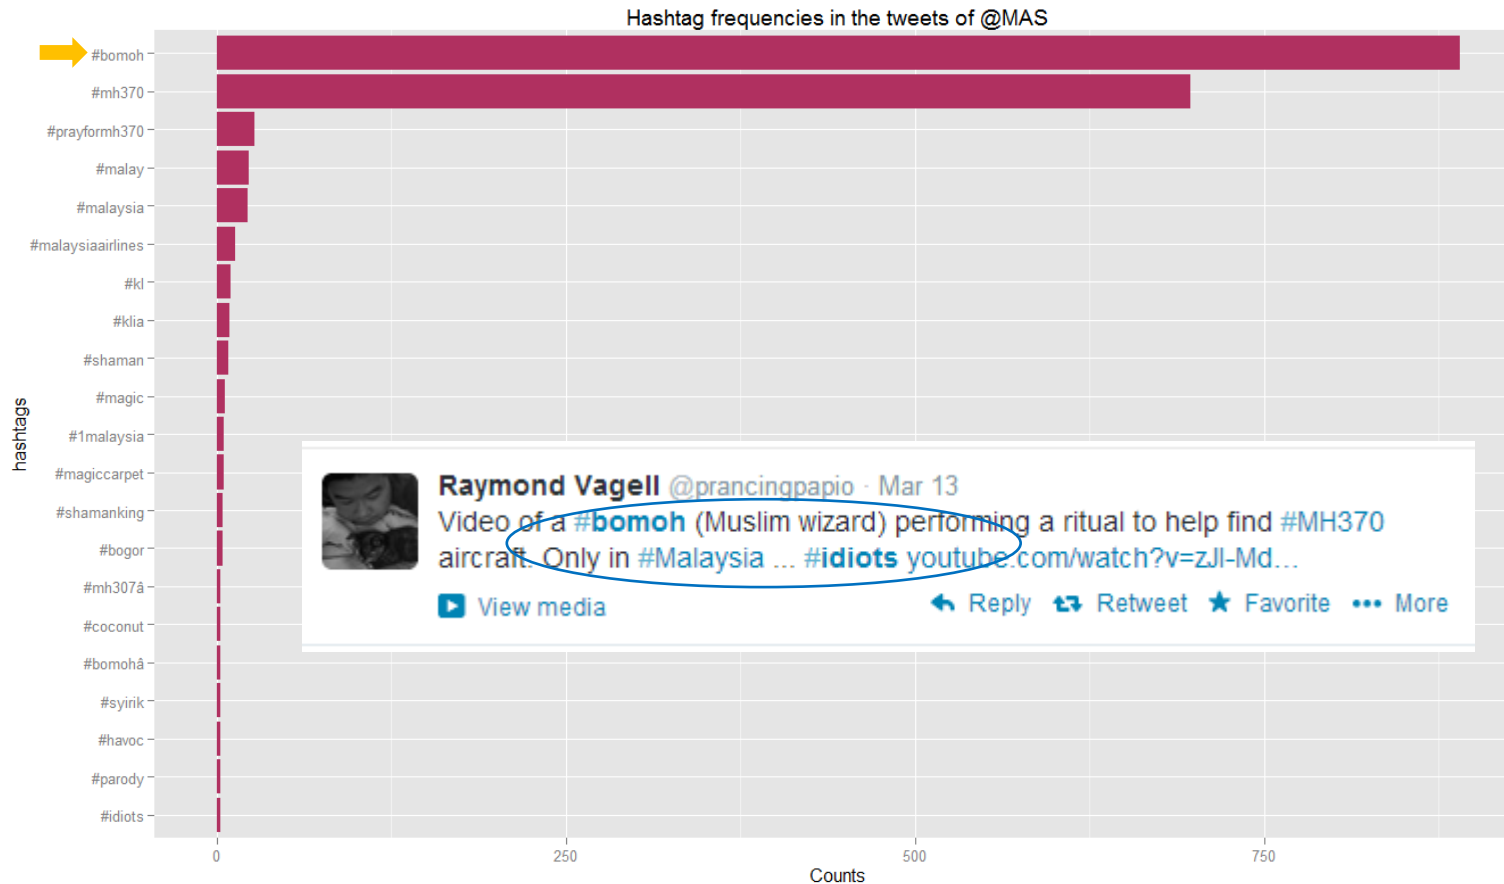 Hashtag frequencies in the tweets of @MAS
#bomoh
#mh370
#prayformh370
#malay
#malaysia
#malaysiaairlines
#kl
#klia
#shaman
#magic
#1malaysia
#magiccarpet
#shamanking
#bogor
#mh307â
#coconut
#bomohâ
#syirik
#havoc
#parody
#idiots
hashtags
Raymond Vagell @prancingpapio · Mar 13
Video of a #bomoh (Muslim wizard) performing a ritual to help find #MH370
aircraft. Only in #Malaysia ... #idiots youtube.com/watch?v=zJl-Md...
View media Reply Retweet Favorite More
0 250 500 750
Counts